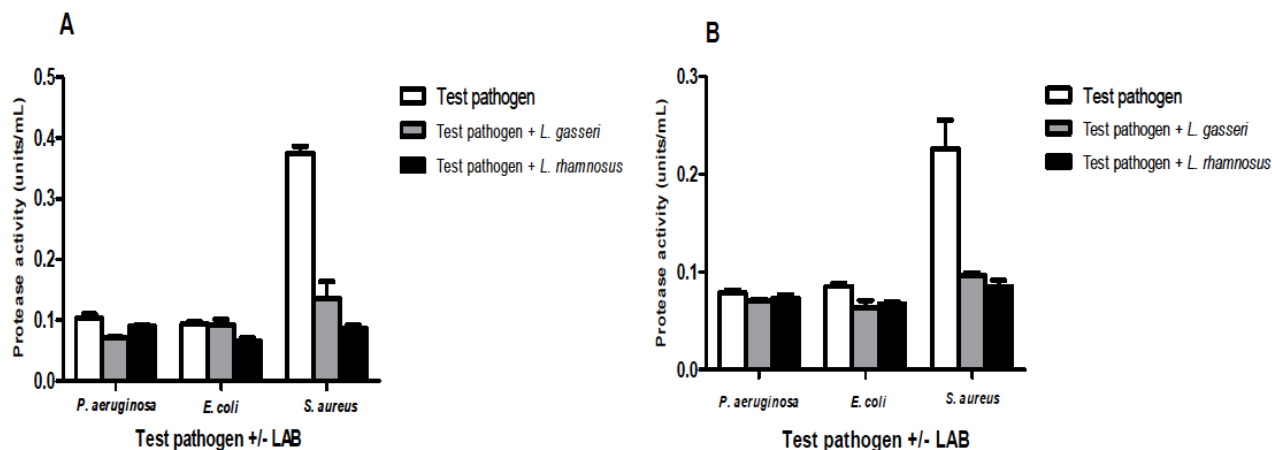 A
Protease activity (units/mL)
0.5
0.4
0.3
0.2
0.1
0.0
P. aeruginosa
E. coli
S. aureus
Test pathogen +/- LAB
Test pathogen
Test pathogen + L. gasseri
Test pathogen + L. rhamnosus
B
Protease activity (units/mL)
0.3
0.2
0.1
0.0
P. aeruginosa
E. coli
S. aureus
Test pathogen +/- LAB
Test pathogen
Test pathogen + L. gasseri
Test pathogen + L. rhamnosus